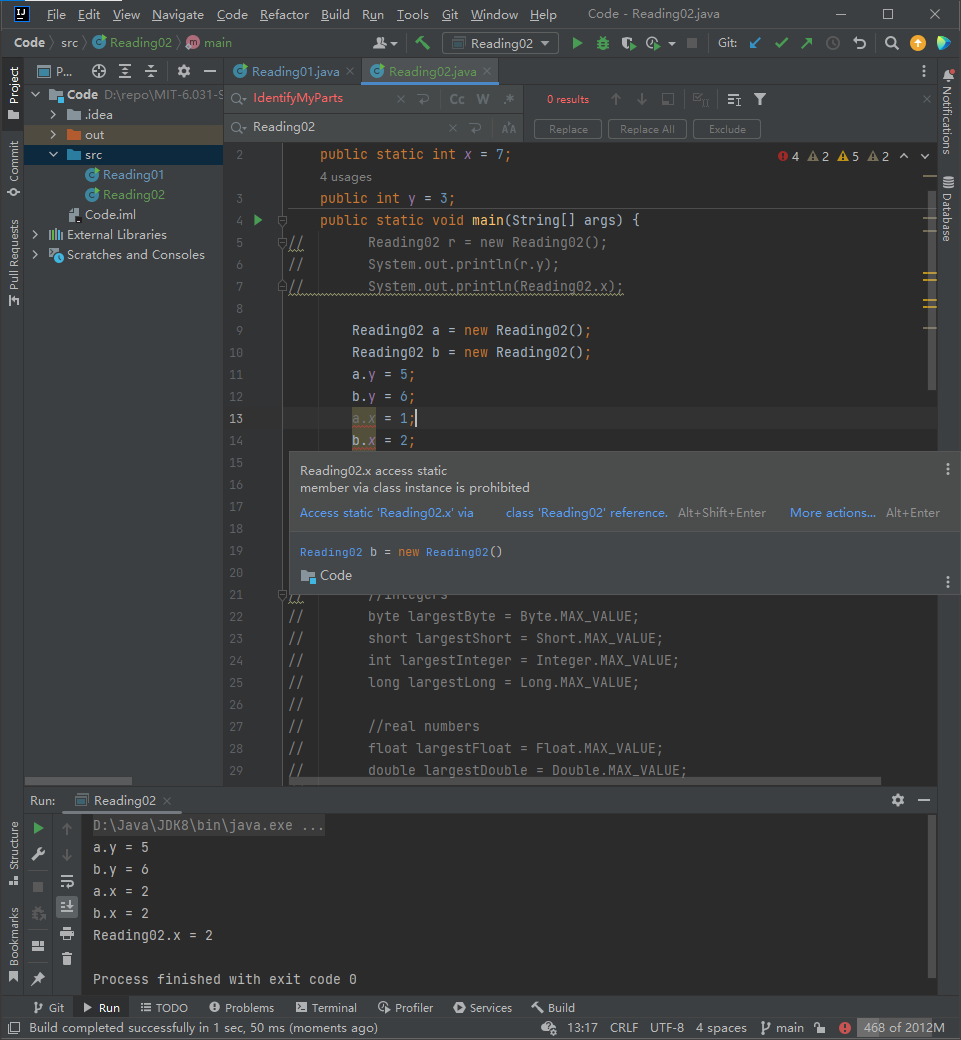 File Edit View Navigate Code Refactor Build Run Tools Git Window Help Code - Reading02.java
Code src Reading02 main Reading02 Git:
P... Reading01.java Reading02.java
Project
Commit
Pull Requests
Structure
Bookmarks
Notifications
Database
Code D:\repo\MIT-6.031-S
.idea
out
src
Reading01
Reading02
Code.iml
External Libraries
Scratches and Consoles
IdentifyMyParts Cc W .* 0 results
Reading02 Replace Replace All Exclude
4 2 5 2
2 public static int x = 7;
4 usages
3 public int y = 3;
4 public static void main(String[] args) {
5 // Reading02 r = new Reading02();
6 // System.out.println(r.y);
7 // System.out.println(Reading02.x);
8
9 Reading02 a = new Reading02();
10 Reading02 b = new Reading02();
11 a.y = 5;
12 b.y = 6;
13 a.x = 1;
14 b.x = 2;
15
16
17
18
19
20
Reading02.x access static
member via class instance is prohibited
Access static 'Reading02.x' via class 'Reading02' reference. Alt+Shift+Enter More actions... Alt+Enter
Reading02 b = new Reading02()
Code
21 // //integers
22 // byte largestByte = Byte.MAX_VALUE;
23 // short largestShort = Short.MAX_VALUE;
24 // int largestInteger = Integer.MAX_VALUE;
25 // long largestLong = Long.MAX_VALUE;
26 //
27 // //real numbers
28 // float largestFloat = Float.MAX_VALUE;
29 // double largestDouble = Double.MAX_VALUE;
Run: Reading02
D:\Java\JDK8\bin\java.exe ...
a.y = 5
b.y = 6
a.x = 2
b.x = 2
Reading02.x = 2
Process finished with exit code 0
Git Run TODO Problems Terminal Profiler Services Build
Build completed successfully in 1 sec, 50 ms (moments ago) 13:17 CRLF UTF-8 4 spaces main 468 of 2012M